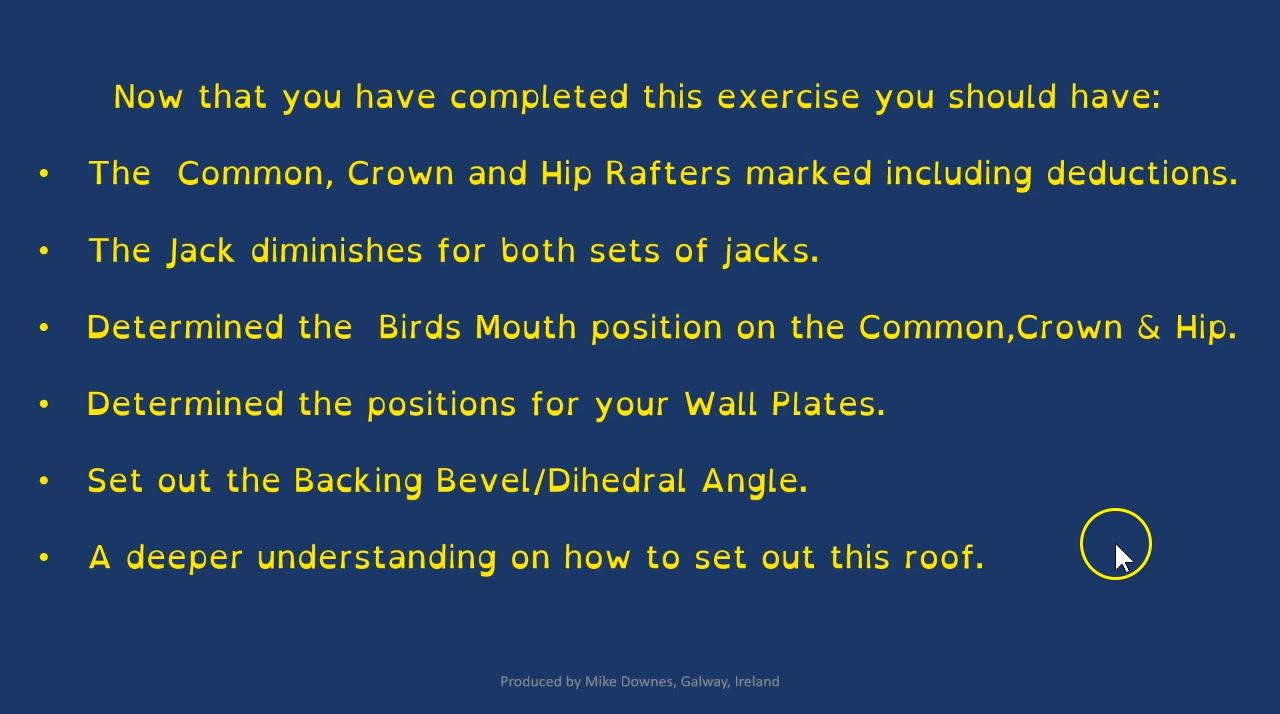 Now that you have completed this exercise you should have:
• The  Common, Crown and Hip Rafters marked including deductions.
• The Jack diminishes for both sets of jacks.
• Determined the  Birds Mouth position on the Common,Crown & Hip.
• Determined the positions for your Wall Plates.
• Set out the Backing Bevel/Dihedral Angle.
• A deeper understanding on how to set out this roof.
Produced by Mike Downes, Galway, Ireland